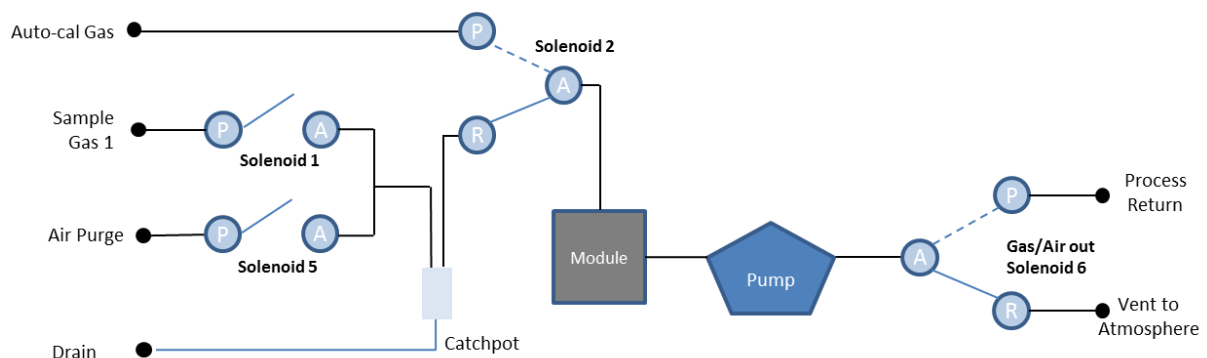 Auto-cal Gas
P
Solenoid 2
A
Sample
Gas 1
P
A
R
Solenoid 1
Air Purge
P
A
Solenoid 5
Module
Pump
A
P
Process
Return
Gas/Air out
Solenoid 6
R
Vent to
Atmosphere
Drain
Catchpot